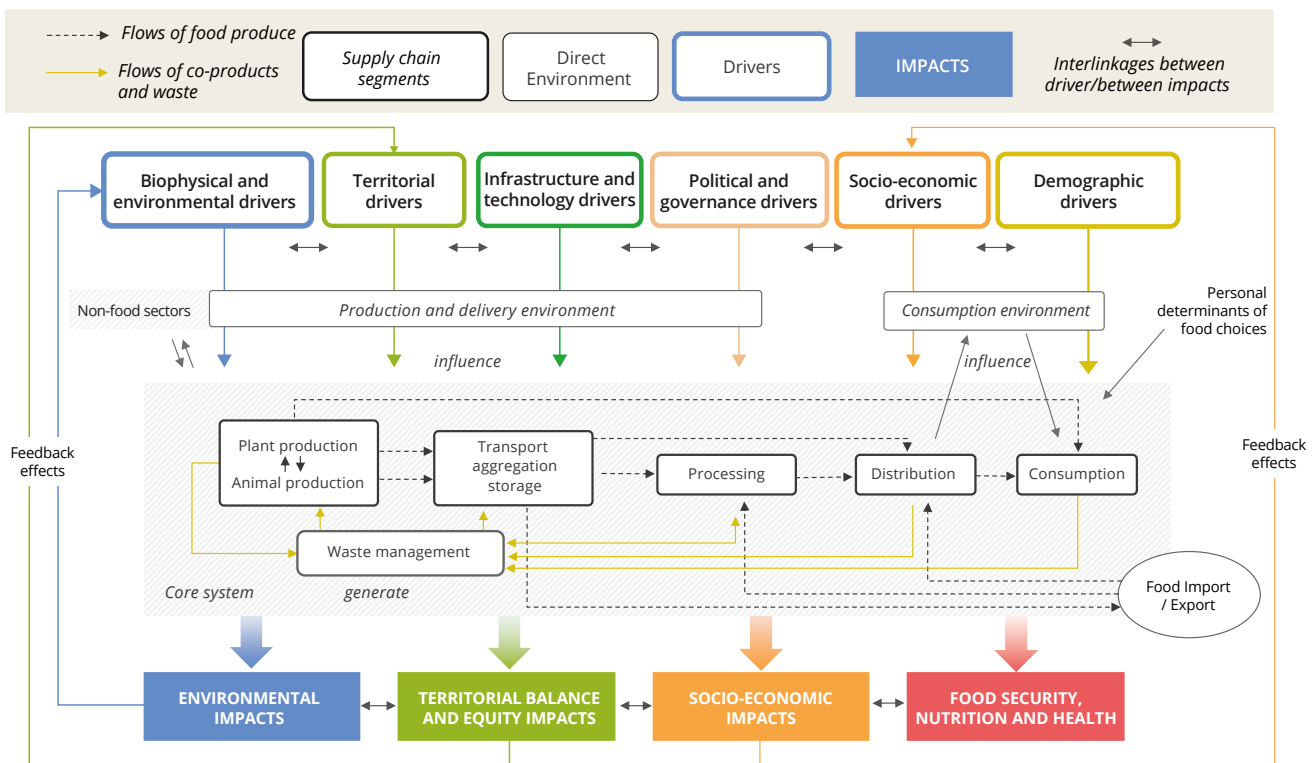 Flows of food produce
Flows of co-products
and waste
Supply chain
segments
Direct
Environment
Drivers
IMPACTS
Interlinkages between
driver/between impacts
Biophysical and
environmental drivers
Territorial
drivers
Infrastructure and
technology drivers
Political and
governance drivers
Socio-economic
drivers
Demographic
drivers
Non-food sectors
Production and delivery environment
Consumption environment
Personal
determinants of
food choices
influence
influence
Feedback
effects
Feedback
effects
Plant production
Animal production
Transport
aggregation
storage
Processing
Distribution
Consumption
Waste management
Core system
generate
Food Import
/ Export
ENVIRONMENTAL
IMPACTS
TERRITORIAL BALANCE
AND EQUITY IMPACTS
SOCIO-ECONOMIC
IMPACTS
FOOD SECURITY,
NUTRITION AND HEALTH